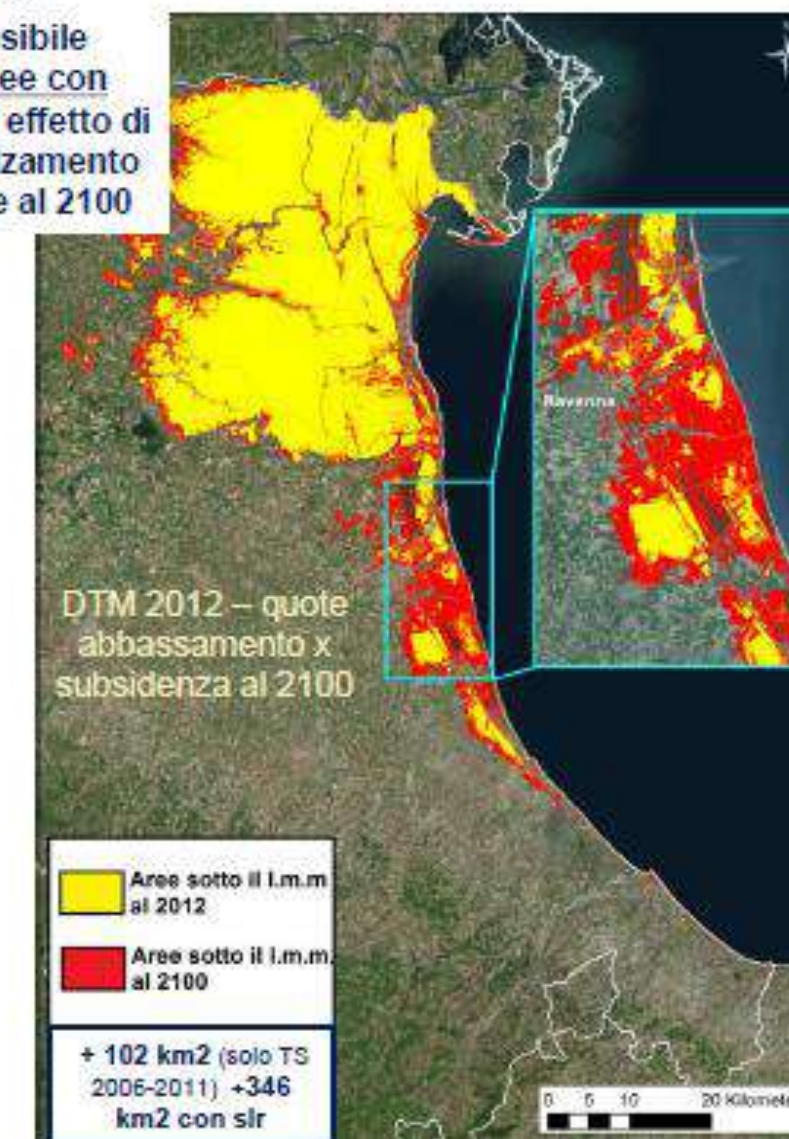 sibile
ee con
effetto di
zamento
e al 2100
Ravenna
DTM 2012 – quote
abbassamento x
subsidenza al 2100
Aree sotto il l.m.m
al 2012
Aree sotto il l.m.m.
al 2100
+ 102 km2 (solo TS
2006-2011) +346
km2 con slr
0 5 10 20 Kilomete